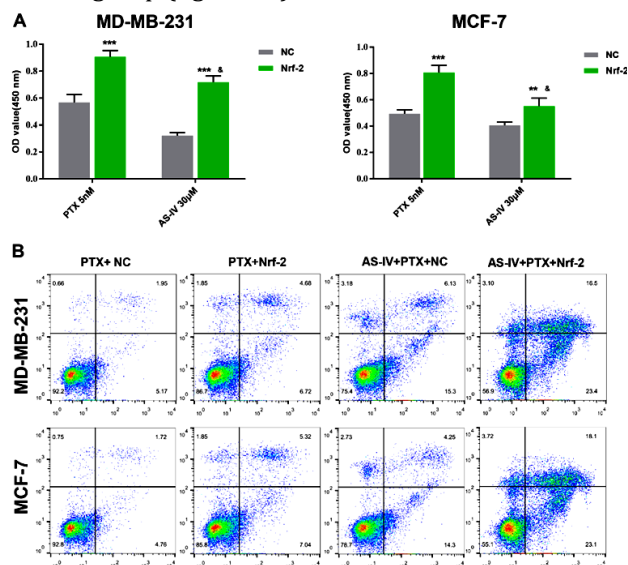 A
MD-MB-231
MCF-7
OD value(450 nm)
1.0
0.8
0.6
0.4
0.2
0.0
***
*** &
PTX 5nM
AS-IV 30μM
NC
Nrf-2
OD value(450 nm)
1.0
0.8
0.6
0.4
0.2
0.0
***
** &
PTX 5nM
AS-IV 30μM
NC
Nrf-2
B
PTX+ NC
PTX+Nrf-2
AS-IV+PTX+NC
AS-IV+PTX+Nrf-2
MD-MB-231
0.66 1.95
92.2 5.17
1.85 4.68
86.7 6.72
3.18 6.13
75.4 15.3
3.10 16.5
56.9 23.4
MCF-7
0.75 1.72
92.8 4.76
1.85 5.32
85.8 7.04
2.73 4.25
78.7 14.3
3.72 18.1
55.1 23.1